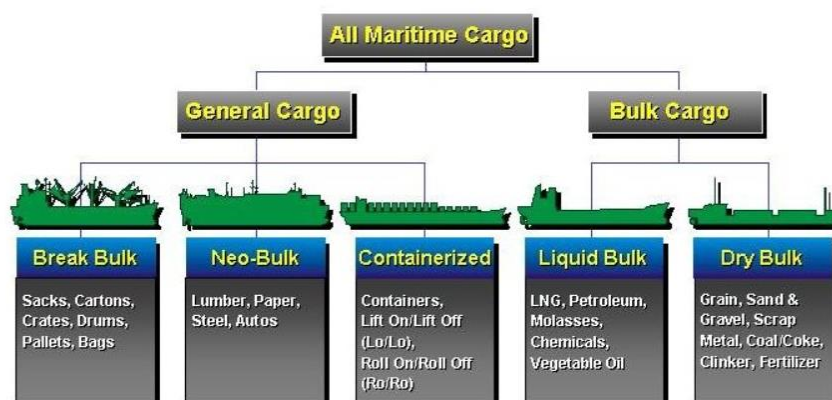 All Maritime Cargo
General Cargo
Bulk Cargo
Break Bulk
Neo-Bulk
Containerized
Liquid Bulk
Dry Bulk
Sacks, Cartons,
Crates, Drums,
Pallets, Bags
Lumber, Paper,
Steel, Autos
Containers,
Lift On/Lift Off
(Lo/Lo),
Roll On/Roll Off
(Ro/Ro)
LNG, Petroleum,
Molasses,
Chemicals,
Vegetable Oil
Grain, Sand &
Gravel, Scrap
Metal, Coal/Coke,
Clinker, Fertilizer